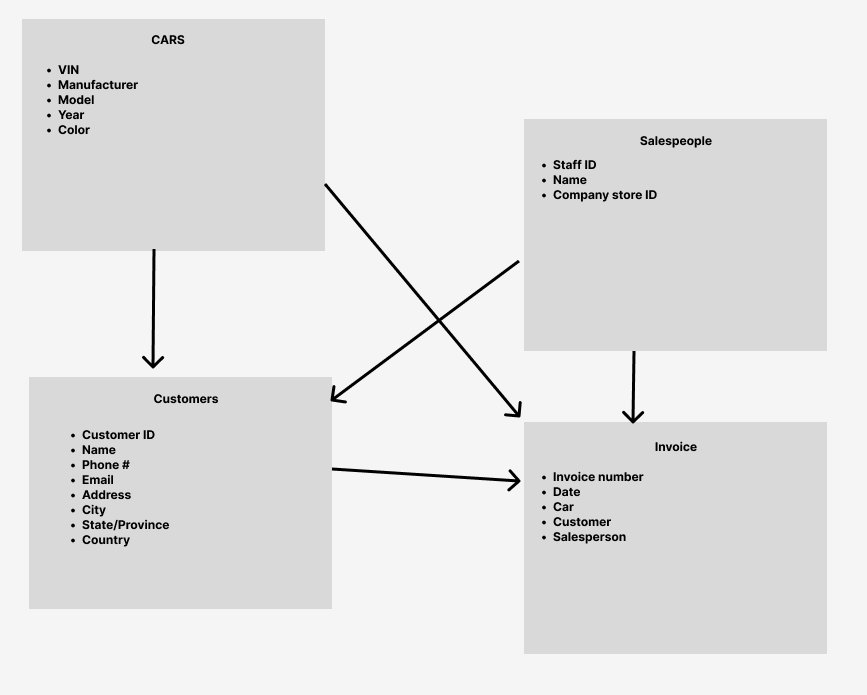 CARS
• VIN
• Manufacturer
• Model
• Year
• Color
Salespeople
• Staff ID
• Name
• Company store ID
Customers
• Customer ID
• Name
• Phone #
• Email
• Address
• City
• State/Province
• Country
Invoice
• Invoice number
• Date
• Car
• Customer
• Salesperson